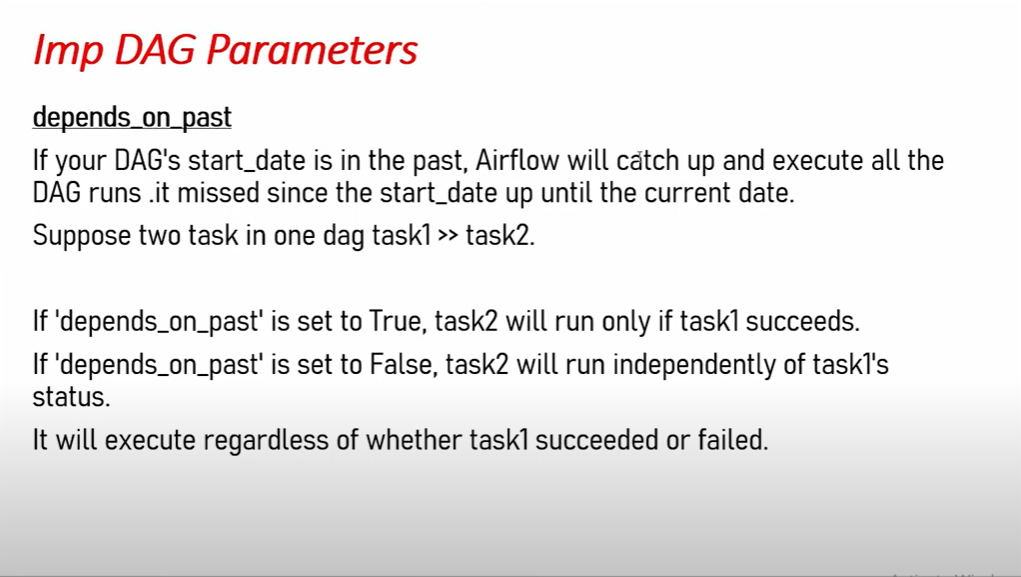 Imp DAG Parameters
depends_on_past
If your DAG's start_date is in the past, Airflow will catch up and execute all the
DAG runs .it missed since the start_date up until the current date.
Suppose two task in one dag task1 >> task2.
If 'depends_on_past' is set to True, task2 will run only if task1 succeeds.
If 'depends_on_past' is set to False, task2 will run independently of task1's
status.
It will execute regardless of whether task1 succeeded or failed.